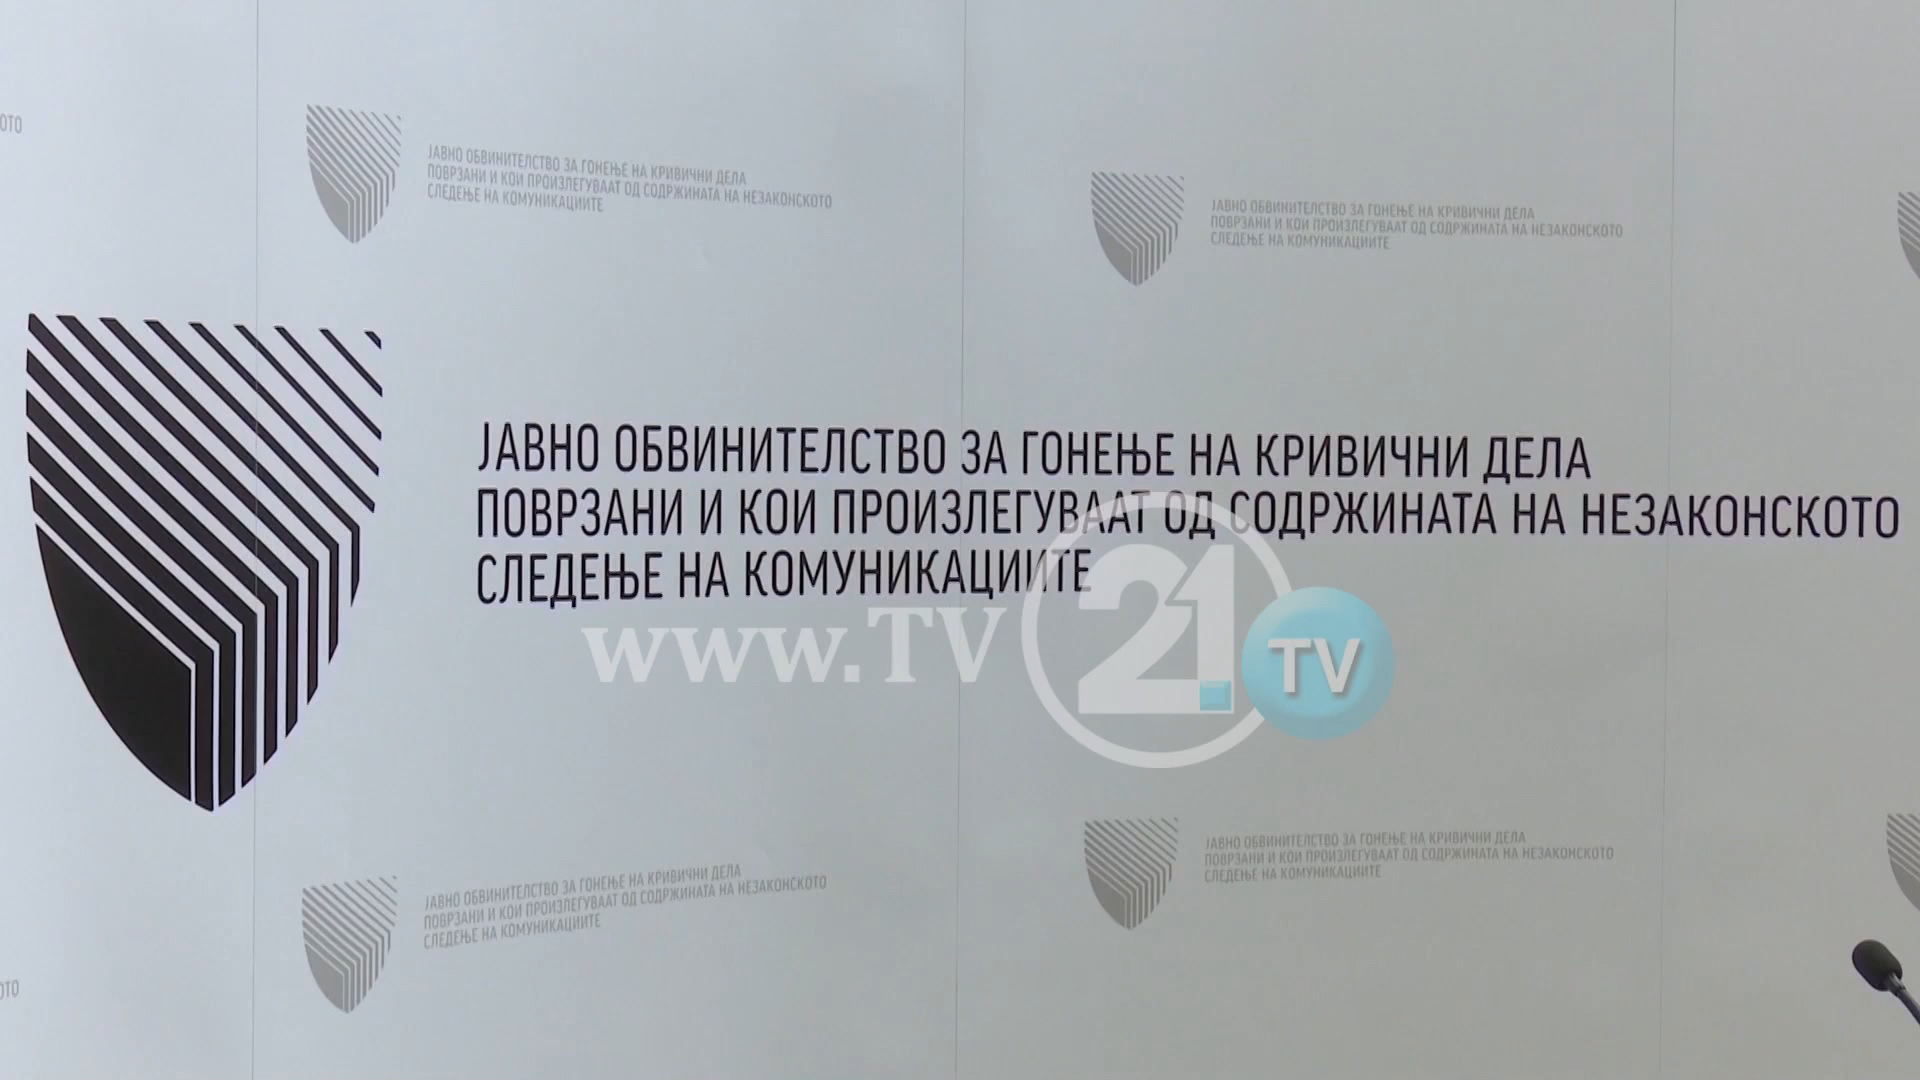 ОТО
ЈАВНО ОБВИНИТЕЛСТВО ЗА ГОНЕЊЕ НА КРИВИЧНИ ДЕЛА
ПОВРЗАНИ И КОИ ПРОИЗЛЕГУВААТ ОД СОДРЖИНАТА НА НЕЗАКОНСКОТО
СЛЕДЕЊЕ НА КОМУНИКАЦИИТЕ
ЈАВНО ОБВИНИТЕЛСТВО ЗА ГОНЕЊЕ НА КРИВИЧНИ ДЕЛА
ПОВРЗАНИ И КОИ ПРОИЗЛЕГУВААТ ОД СОДРЖИНАТА НА НЕЗАКОНСКОТО
СЛЕДЕЊЕ НА КОМУНИКАЦИИТЕ
ЈАВНО ОБВИНИТЕЛСТВО ЗА ГОНЕЊЕ НА КРИВИЧНИ ДЕЛА
ПОВРЗАНИ И КОИ ПРОИЗЛЕГУВААТ ОД СОДРЖИНАТА НА НЕЗАКОНСКОТО
СЛЕДЕЊЕ НА КОМУНИКАЦИИТЕ
www.TV 21 TV
ЈАВНО ОБВИНИТЕЛСТВО ЗА ГОНЕЊЕ НА КРИВИЧНИ ДЕЛА
ПОВРЗАНИ И КОИ ПРОИЗЛЕГУВААТ ОД СОДРЖИНАТА НА НЕЗАКОНСКОТО
СЛЕДЕЊЕ НА КОМУНИКАЦИИТЕ
ЈАВНО ОБВИНИТЕЛСТВО ЗА ГОНЕЊЕ НА КРИВИЧНИ ДЕЛА
ПОВРЗАНИ И КОИ ПРОИЗЛЕГУВААТ ОД СОДРЖИНАТА НА НЕЗАКОНСКОТО
СЛЕДЕЊЕ НА КОМУНИКАЦИИТЕ
ОТО